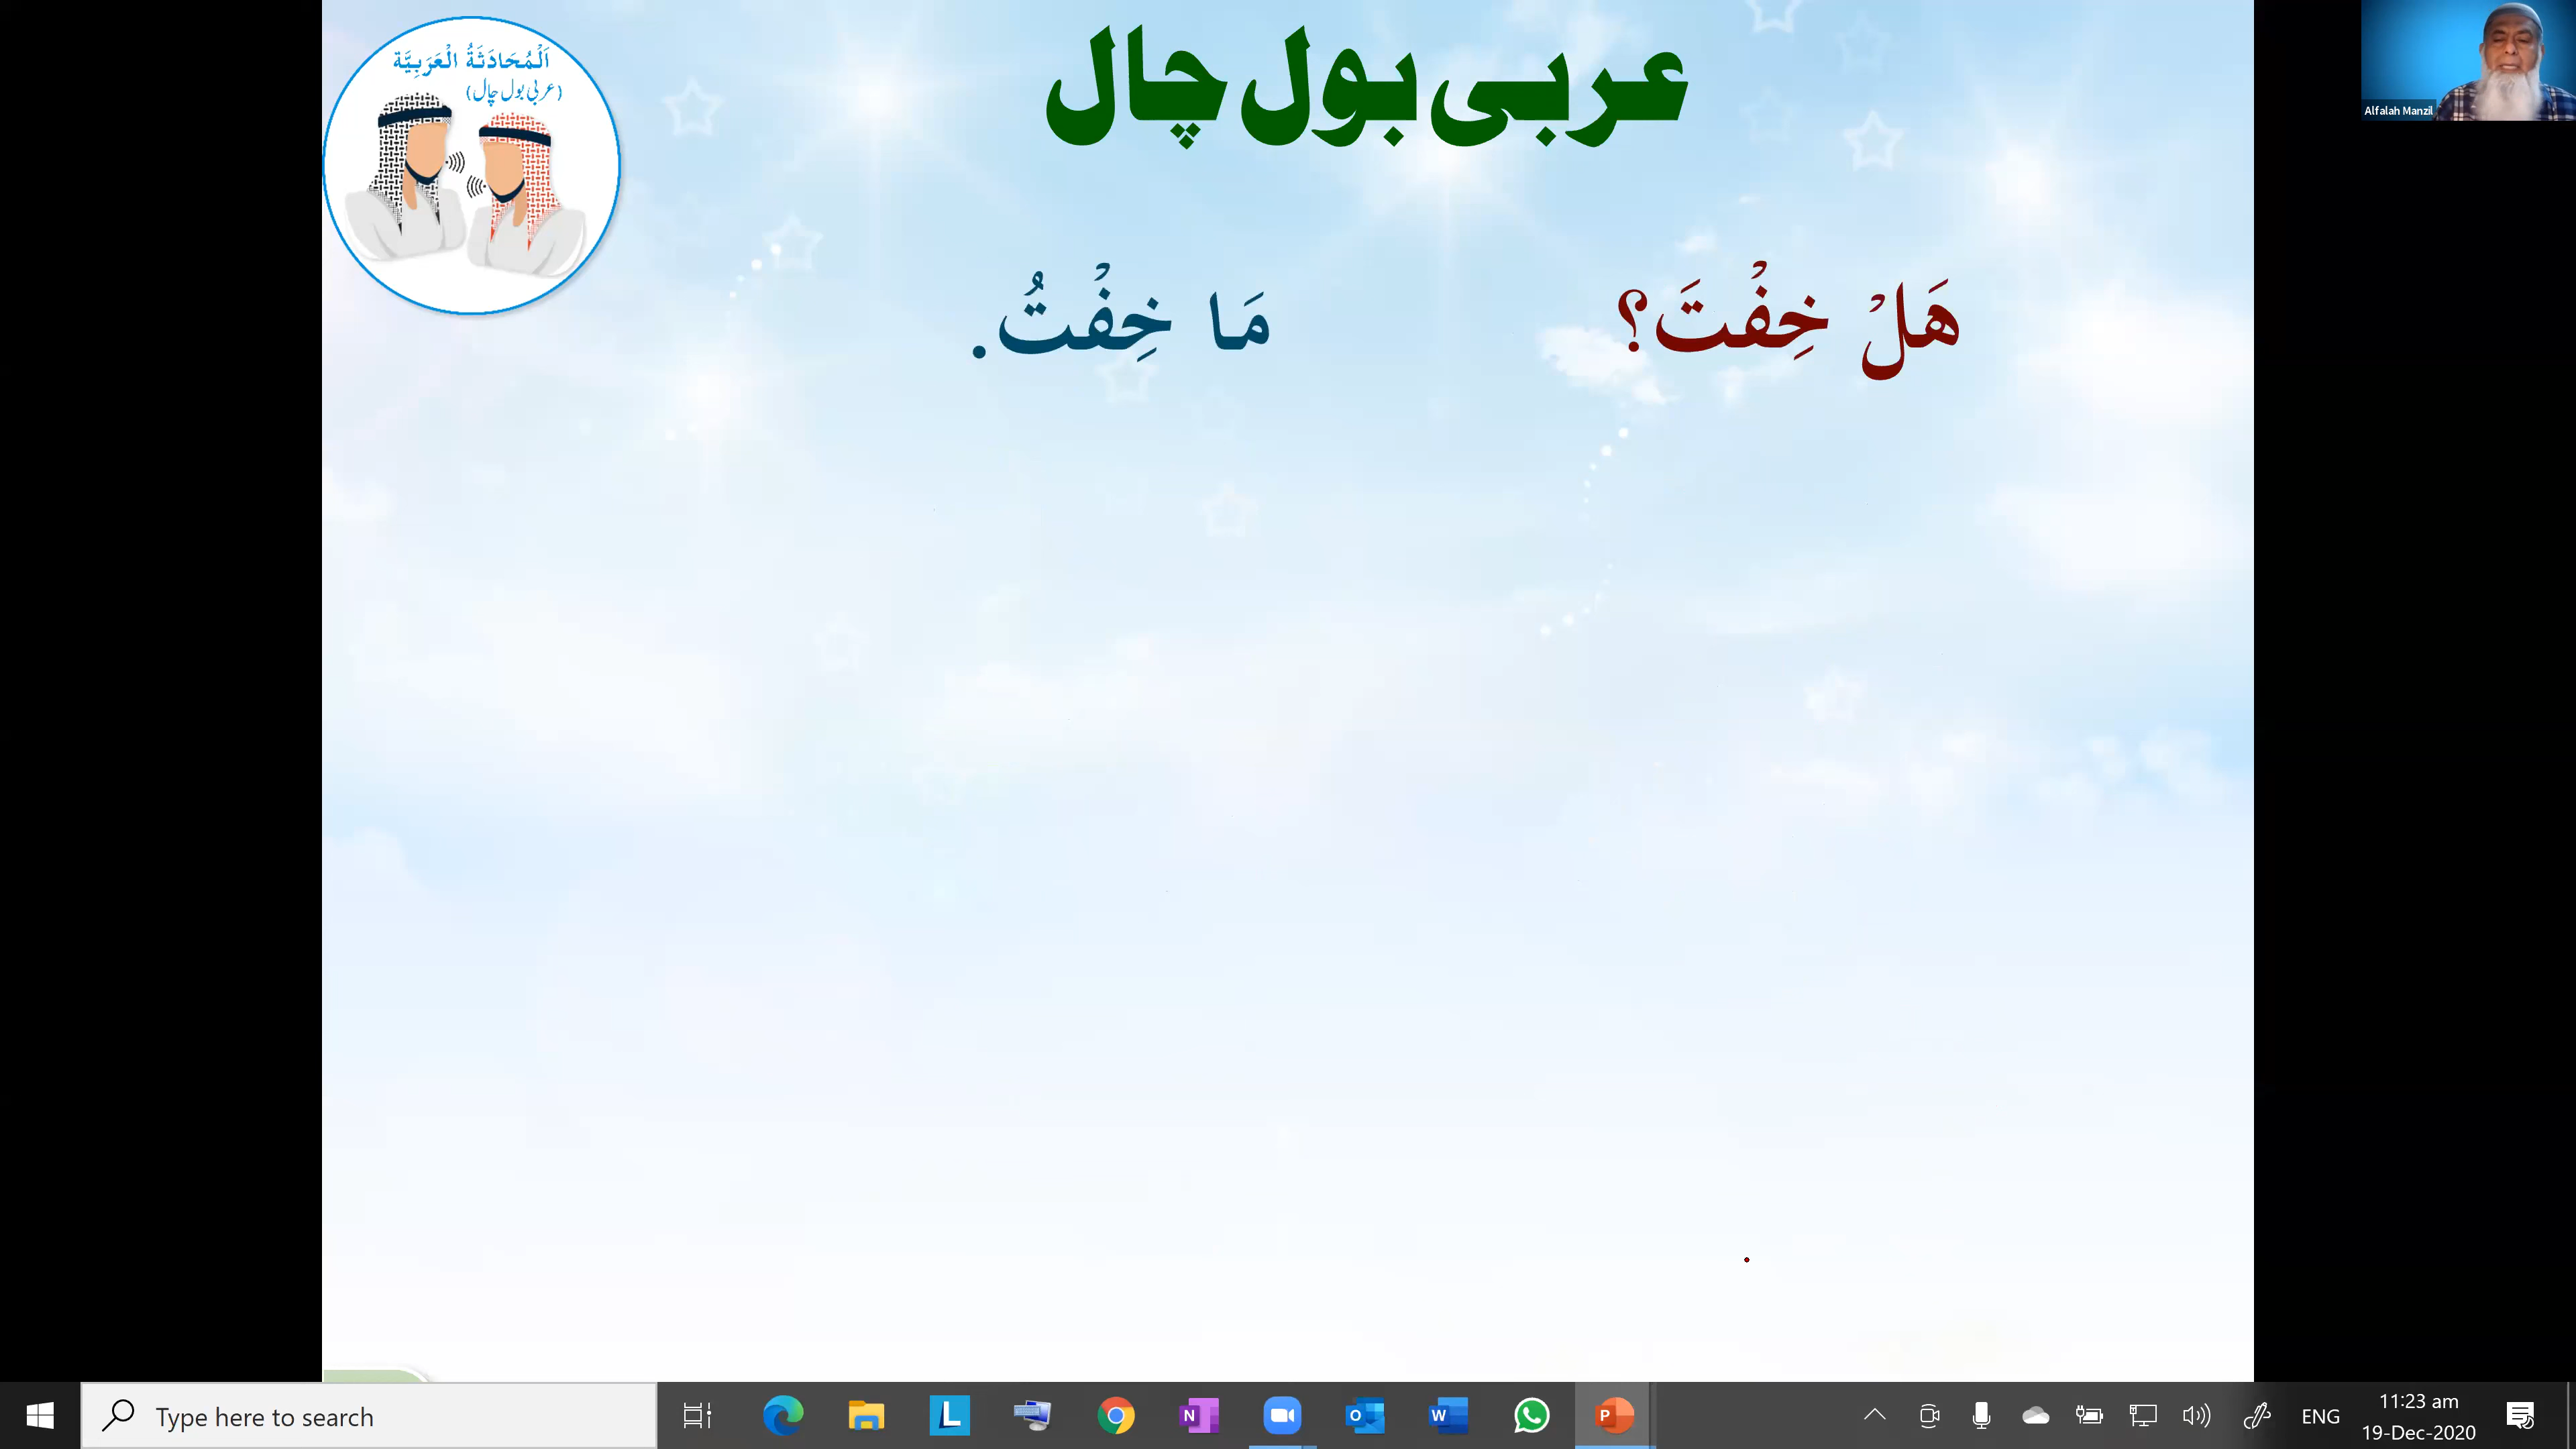 اَلْمُحَادَثَةُ الْعَرَبِيَّة
(عربی بول چال)
عربی بول چال
Alfalah Manzil
هَلْ خِفْتَ؟
مَا خِفْتُ.
Type here to search
ENG
11:23 am
19-Dec-2020